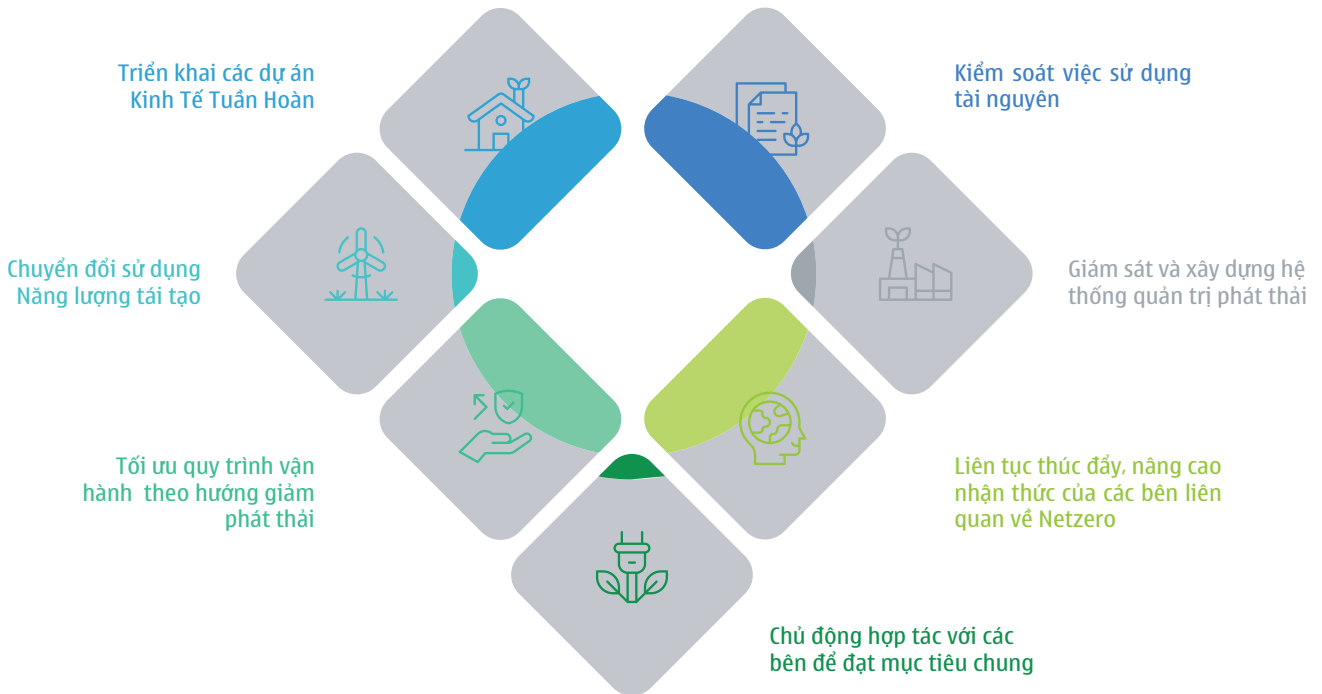 Triển khai các dự án
Kinh Tế Tuần Hoàn
Kiểm soát việc sử dụng
tài nguyên
Chuyển đổi sử dụng
Năng lượng tái tạo
Giám sát và xây dựng hệ
thống quản trị phát thải
Tối ưu quy trình vận
hành theo hướng giảm
phát thải
Liên tục thúc đẩy, nâng cao
nhận thức của các bên liên
quan về Netzero
Chủ động hợp tác với các
bên để đạt mục tiêu chung